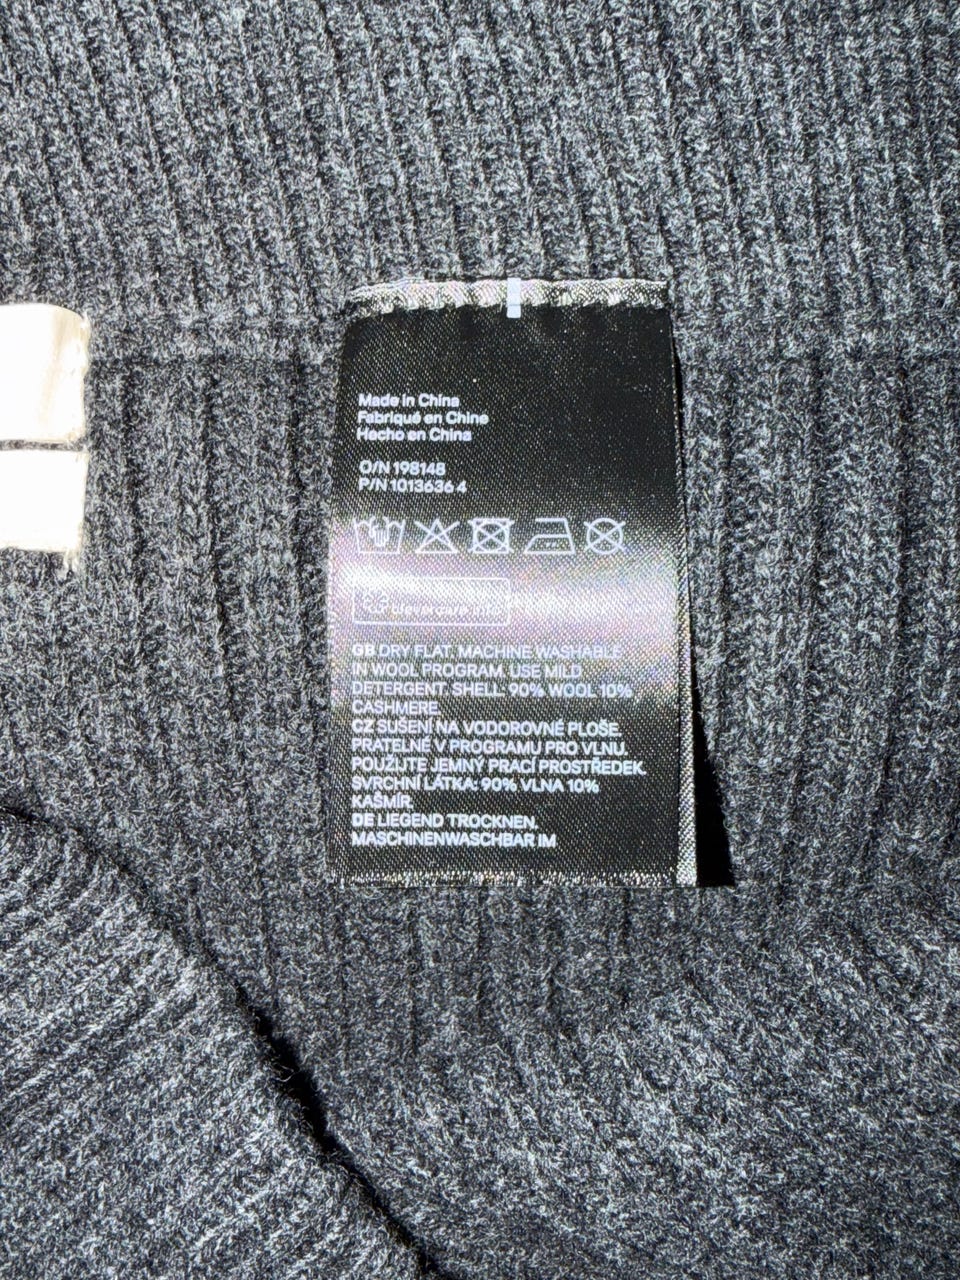 Made in China
Fabriqué en Chine
Hecho en China
O/N 198148
P/N 1013636 4
clevercare.info
GB DRY FLAT. MACHINE WASHABLE
IN WOOL PROGRAM. USE MILD
DETERGENT. SHELL: 90% WOOL 10%
CASHMERE.
CZ SUŠENÍ NA VODOROVNÉ PLOŠE.
PRATELNÉ V PROGRAMU PRO VLNU.
POUŽIJTE JEMNÝ PRACÍ PROSTŘEDEK.
SVRCHNÍ LÁTKA: 90% VLNA 10%
KAŠMÍR.
DE LIEGEND TROCKNEN.
MASCHINENWASCHBAR IM